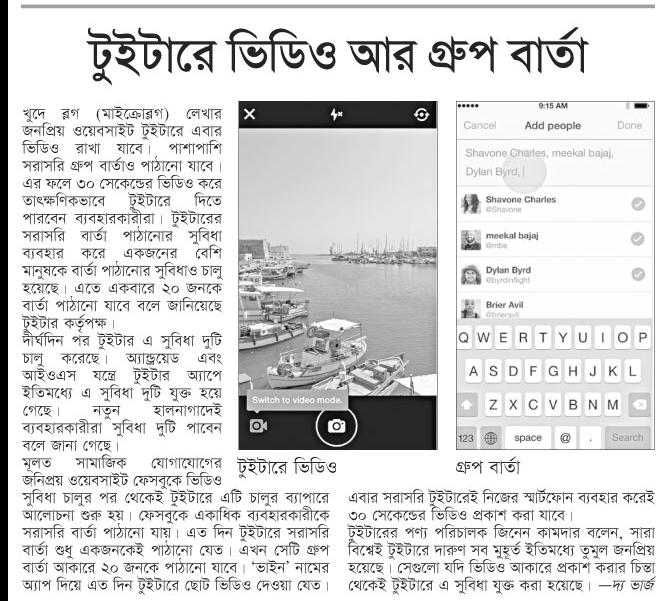 টুইটারে ভিডিও আর গ্রুপ বার্তা
খুদে ব্লগ (মাইক্রোব্লগ) লেখার
জনপ্রিয় ওয়েবসাইট টুইটারে এবার
ভিডিও রাখা যাবে। পাশাপাশি
সরাসরি গ্রুপ বার্তাও পাঠানো যাবে।
এর ফলে ৩০ সেকেন্ডের ভিডিও করে
তাৎক্ষণিকভাবে টুইটারে দিতে
পারবেন ব্যবহারকারীরা। টুইটারের
সরাসরি বার্তা পাঠানোর সুবিধা
ব্যবহার করে একজনের বেশি
মানুষকে বার্তা পাঠানোর সুবিধাও চালু
হয়েছে। এতে একবারে ২০ জনকে
বার্তা পাঠানো যাবে বলে জানিয়েছে
টুইটার কর্তৃপক্ষ।
দীর্ঘদিন পর টুইটার এ সুবিধা দুটি
চালু করেছে। অ্যান্ড্রয়েড এবং
আইওএস যন্ত্রে টুইটার অ্যাপে
ইতিমধ্যে এ সুবিধা দুটি যুক্ত হয়ে
গেছে। নতুন হালনাগাদেই
ব্যবহারকারীরা সুবিধা দুটি পাবেন
বলে জানা গেছে।
মূলত সামাজিক যোগাযোগের
জনপ্রিয় ওয়েবসাইট ফেসবুকে ভিডিও
সুবিধা চালুর পর থেকেই টুইটারে এটি চালুর ব্যাপারে
আলোচনা শুরু হয়। ফেসবুকে একাধিক ব্যবহারকারীকে
সরাসরি বার্তা পাঠানো যায়। এত দিন টুইটারে সরাসরি
বার্তা শুধু একজনকেই পাঠানো যেত। এখন সেটি গ্রুপ
বার্তা আকারে ২০ জনকে পাঠানো যাবে। 'ভাইন' নামের
অ্যাপ দিয়ে এত দিন টুইটারে ছোট ভিডিও দেওয়া যেত।
Switch to video mode.
টুইটারে ভিডিও
9:15 AM
Cancel Add people Done
Shavone Charles, meekal bajaj,
Dylan Byrd,
Shavone Charles
@Shavone
meekal bajaj
@mbe
Dylan Byrd
@byrdinflight
Brier Avil
@brieravil
Q W E R T Y U I O P
A S D F G H J K L
Z X C V B N M
123 space @ . Search
গ্রুপ বার্তা
এবার সরাসরি টুইটারেই নিজের স্মার্টফোন ব্যবহার করেই
৩০ সেকেন্ডের ভিডিও প্রকাশ করা যাবে।
টুইটারের পণ্য পরিচালক জিনেন কামদার বলেন, সারা
বিশ্বেই টুইটারে দারুণ সব মুহূর্ত ইতিমধ্যে তুমুল জনপ্রিয়
হয়েছে। সেগুলো যদি ভিডিও আকারে প্রকাশ করার চিন্তা
থেকেই টুইটারে এ সুবিধা যুক্ত করা হয়েছে। —দ্য ভার্জ